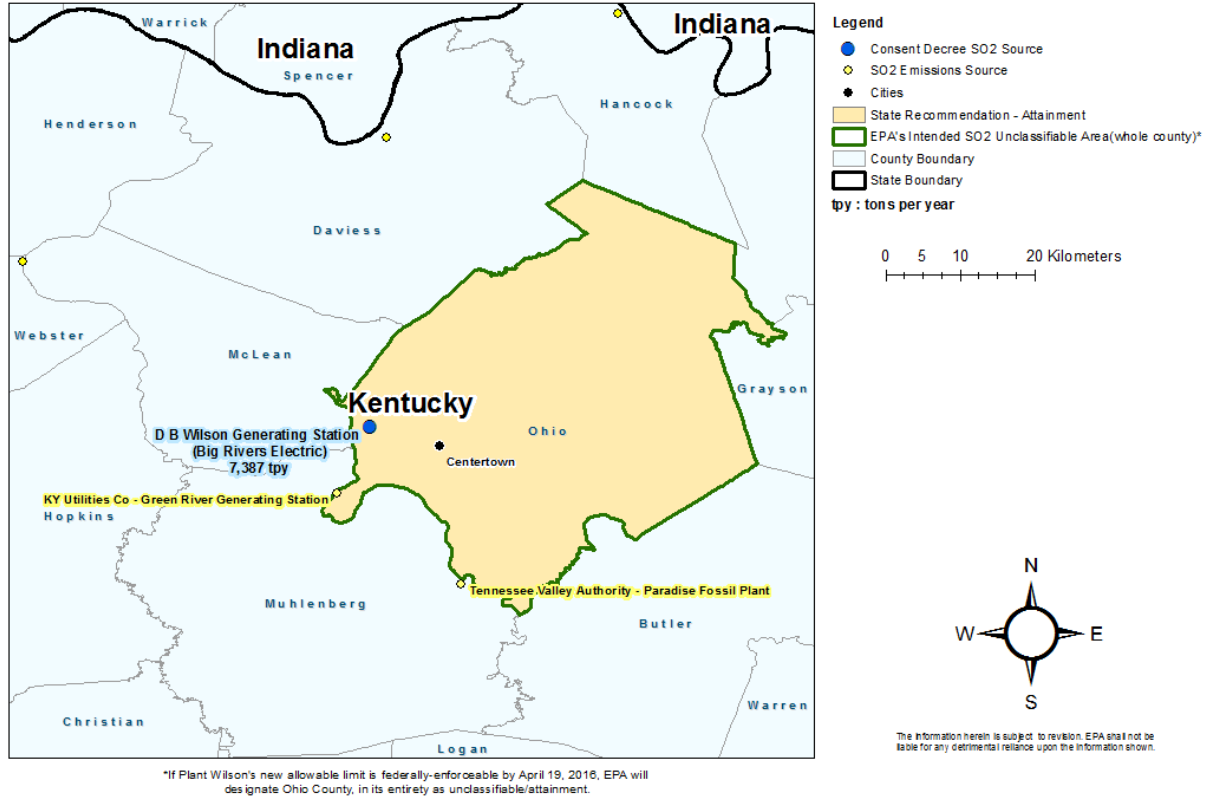 Warrick
Indiana
Spencer
Indiana
Hancock
Henderson
Daviess
Webster
McLean
Grayson
Kentucky
D B Wilson Generating Station
(Big Rivers Electric)
7,387 tpy
Ohio
Centertown
KY Utilities Co - Green River Generating Station
Hopkins
Tennessee Valley Authority - Paradise Fossil Plant
Muhlenberg
Butler
Warren
Christian
Logan
Legend
Consent Decree SO2 Source
SO2 Emissions Source
Cities
State Recommendation - Attainment
EPA's Intended SO2 Unclassifiable Area(whole county)*
County Boundary
State Boundary
tpy : tons per year
0 5 10 20 Kilometers
N
W E
S
The information herein is subject to revision. EPA shall not be
liable for any detrimental reliance upon the information shown.
*If Plant Wilson's new allowable limit is federally-enforceable by April 19, 2016, EPA will
designate Ohio County, in its entirety as unclassifiable/attainment.